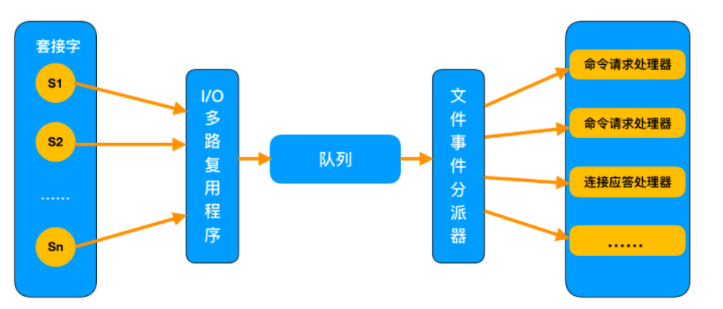 套接字
S1
S2
……
Sn
I/O多路复用程序
队列
文件事件分派器
命令请求处理器
命令请求处理器
连接应答处理器
……